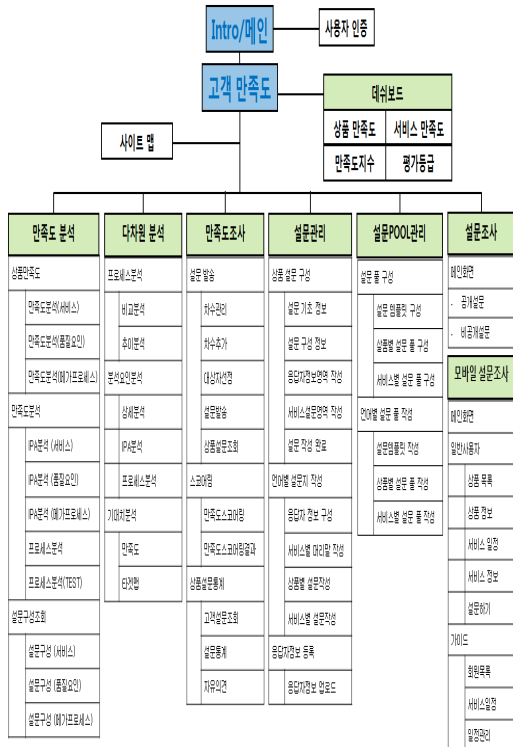 Intro/메인
사용자 인증
고객 만족도
데쉬보드
상품 만족도
서비스 만족도
만족도지수
평가등급
사이트 맵
만족도 분석
상품만족도
만족도분석(서비스)
만족도분석(품질요인)
만족도분석(메가프로세스)
만족도분석
IPA분석 (서비스)
IPA분석 (품질요인)
IPA분석 (메가프로세스)
프로세스분석
프로세스분석(TEST)
설문구성조회
설문구성 (서비스)
설문구성 (품질요인)
설문구성 (메가프로세스)
다차원 분석
프로세스분석
비교분석
추이분석
분석요인분석
상세분석
IPA분석
프로세스분석
기대치분석
만족도
타겟맵
만족도조사
설문 발송
차수관리
차수추가
대상자선정
설문발송
상품설문조회
스코어링
만족도스코어링
만족도스코어링결과
상품설문통계
고객설문조회
설문통계
자유의견
설문관리
상품 설문 구성
설문 기초 정보
설문 구성 정보
응답자정보영역 작성
서비스설문영역 작성
설문 작성 완료
언어별 설문지 작성
응답자 정보 구성
서비스별 머리말 작성
상품별 설문작성
서비스별 설문작성
응답자정보 등록
응답자정보 업로드
설문POOL관리
설문 풀 구성
설문 템플릿 구성
상품별 설문 풀 구성
서비스별 설문 풀 구성
언어별 설문 풀 작성
설문템플릿 작성
상품별 설문 풀 작성
서비스별 설문 풀 작성
설문조사
메인화면
- 공개설문
- 비공개설문
모바일 설문조사
메인화면
일반사용자
상품 목록
상품 정보
서비스 일정
서비스 정보
설문하기
가이드
회원목록
서비스일정
일정관리